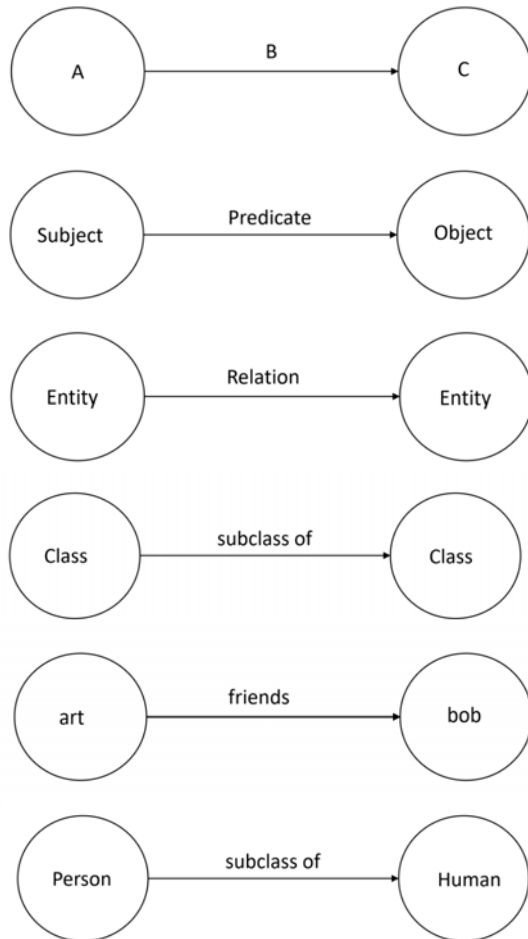 A B C
Subject Predicate Object
Entity Relation Entity
Class subclass of Class
art friends bob
Person subclass of Human